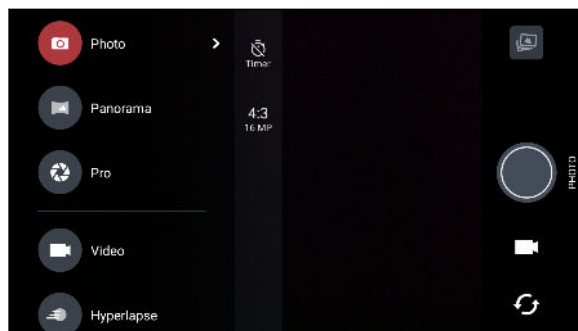 Photo
Panorama
Pro
Video
Hyperlapse
Timer
4:3
16 MP
PHOTO